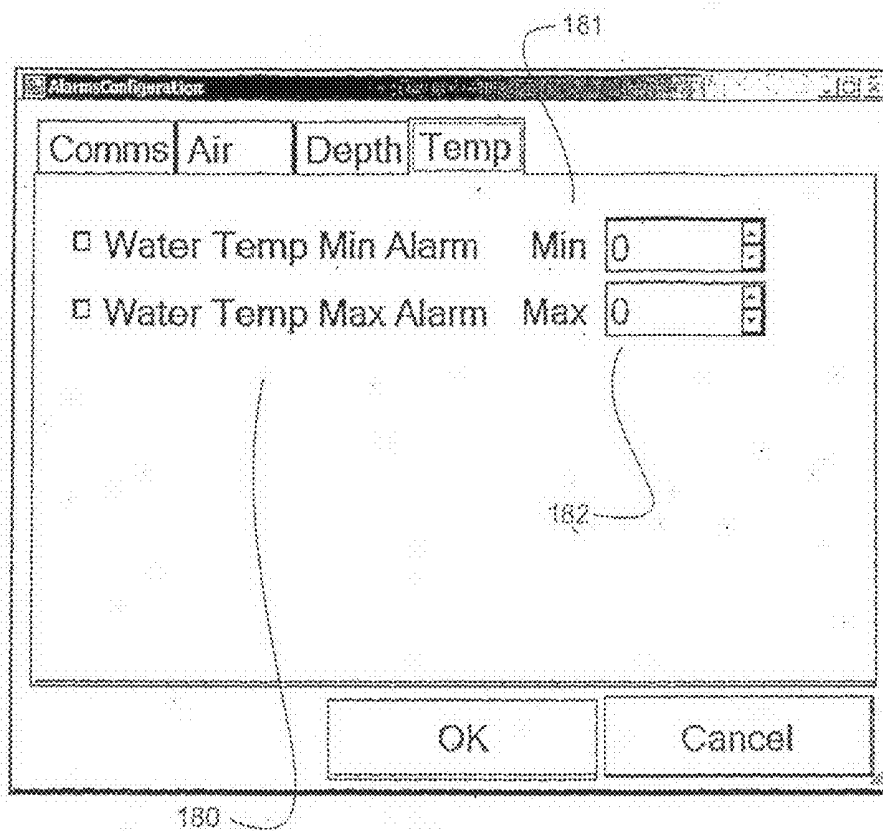 181
AlarmsConfiguration
Comms Air Depth Temp
Water Temp Min Alarm Min 0
Water Temp Max Alarm Max 0
182
OK Cancel
180